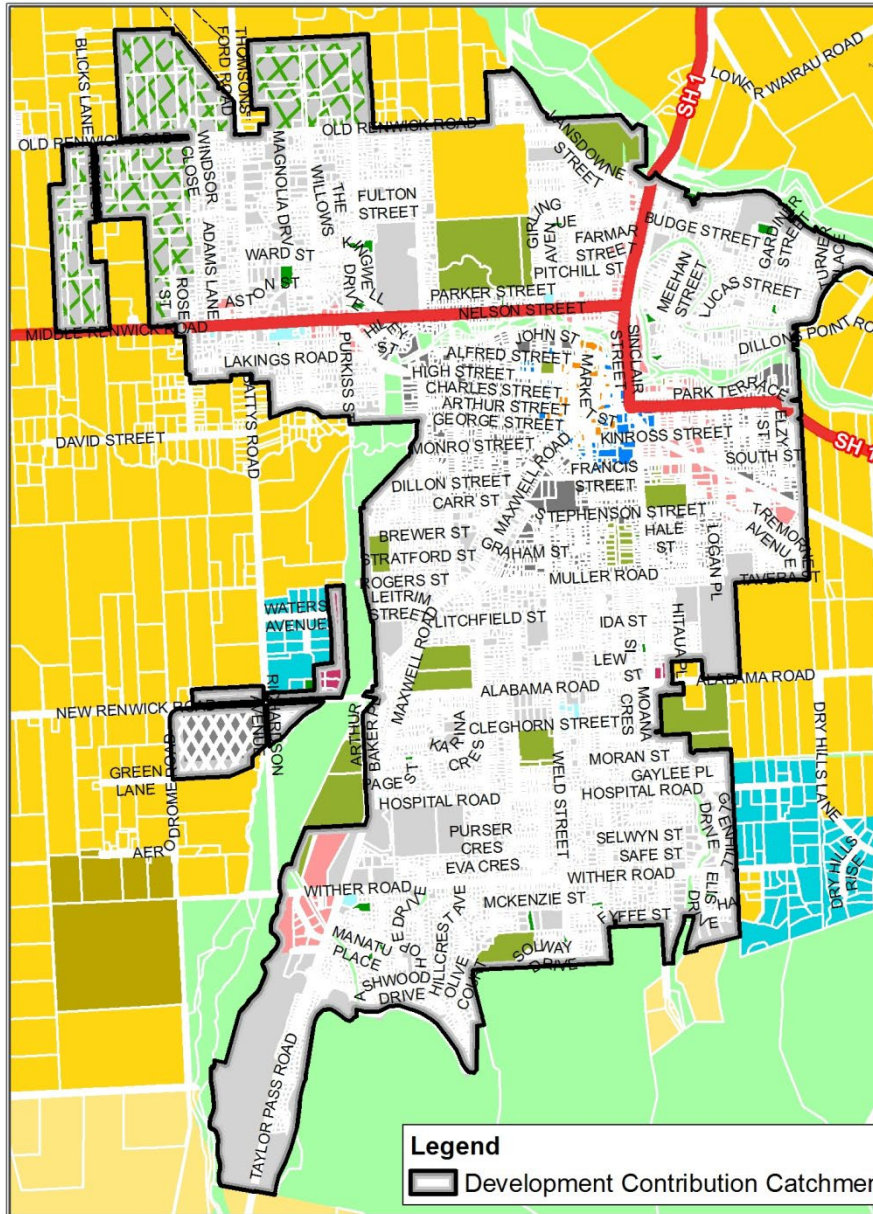 BLICKS LANE
THOMSONS
FORD ROAD
SH 1
LOWER WAIRAU ROAD
OLD RENWICK ROAD
OLD RENWICK ROAD
WINDSOR
CLOSE
MAGNOLIA DRV
THE
WILLOWS
LANSDOWNE
STREET
FULTON
STREET
GIRLING
AVENUE
FARMAR
STREET
PITCHILL ST
BUDGE STREET
GARDINER
STREET
TURNER
PLACE
ADAMS LANE
WARD ST
KINGWELL
DRIVE
MEEHAN
STREET
LUCAS STREET
ROSE
ST
ASTON ST
PARKER STREET
NELSON STREET
MIDDLE RENWICK ROAD
HILEY
ST
PURKISS ST
JOHN ST
SINCLAIR
STREET
DILLONS POINT RO
LAKINGS ROAD
ALFRED STREET
HIGH STREET
MARKET ST
CHARLES STREET
PARK TERRACE
ARTHUR STREET
GEORGE STREET
BATTYS ROAD
DAVID STREET
MONRO STREET
MAXWELL ROAD
KINROSS STREET
ELZY
ST
SH 1
SOUTH ST
DILLON STREET
CARR ST
FRANCIS
STREET
STEPHENSON STREET
TREMORNE
AVENUE
BREWER ST
GRAHAM ST
HALE
ST
LOGAN PL
STRATFORD ST
ROGERS ST
MULLER ROAD
TAVERA ST
WATERS
AVENUE
LEITRIM
STREET
LITCHFIELD ST
MAXWELL ROAD
IDA ST
HITAUA PL
LEWIS
ST
NEW RENWICK ROAD
RICHARDSON
AVENUE
ALABAMA ROAD
ALABAMA ROAD
MOANA
CRES
ARTHUR
BAKER
CLEGHORN STREET
KARINA
CRES
GREEN
LANE
AERODROME ROAD
PAGE ST
WELD STREET
MORAN ST
GAYLEE PL
HOSPITAL ROAD
HOSPITAL ROAD
GLENHILL
DRIVE
DRY HILLS LANE
PURSER
CRES
SELWYN ST
EVA CRES
SAFE ST
DRY HILLS
RISE
WITHER ROAD
WITHER ROAD
MCKENZIE ST
FYFFE ST
DRIVE
MANATU
PLACE
HILLCREST AVE
SOLWAY
DRIVE
ASHWOOD
DRIVE
OLIVE
COURT
TAYLOR PASS ROAD
Legend
Development Contribution Catchmen